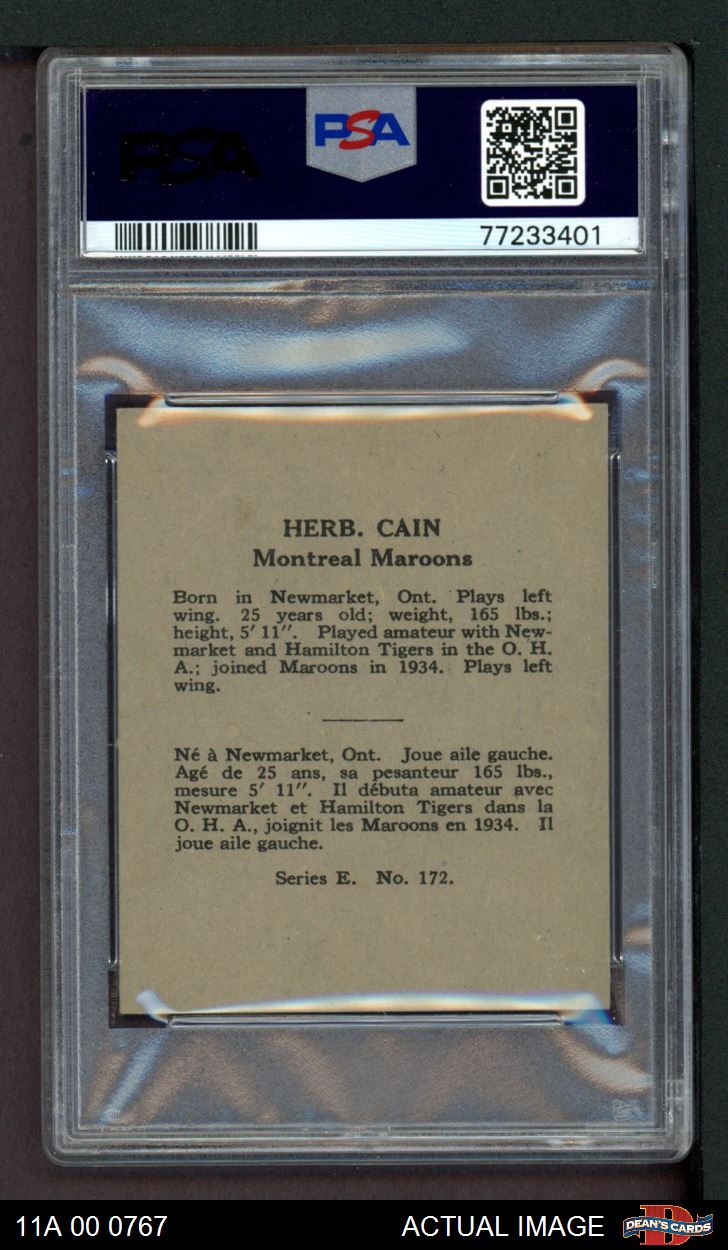 PSA
PSA
77233401
HERB. CAIN
Montreal Maroons
Born in Newmarket, Ont. Plays left
wing. 25 years old; weight, 165 lbs.;
height, 5′ 11″. Played amateur with New-
market and Hamilton Tigers in the O. H.
A.; joined Maroons in 1934. Plays left
wing.
Né à Newmarket, Ont. Joue aile gauche.
Agé de 25 ans, sa pesanteur 165 lbs.,
mesure 5′ 11″. Il débuta amateur avec
Newmarket et Hamilton Tigers dans la
O. H. A., joignit les Maroons en 1934. Il
joue aile gauche.
Series E. No. 172.
PSA
11A 00 0767
ACTUAL IMAGE
DEAN'S CARDS